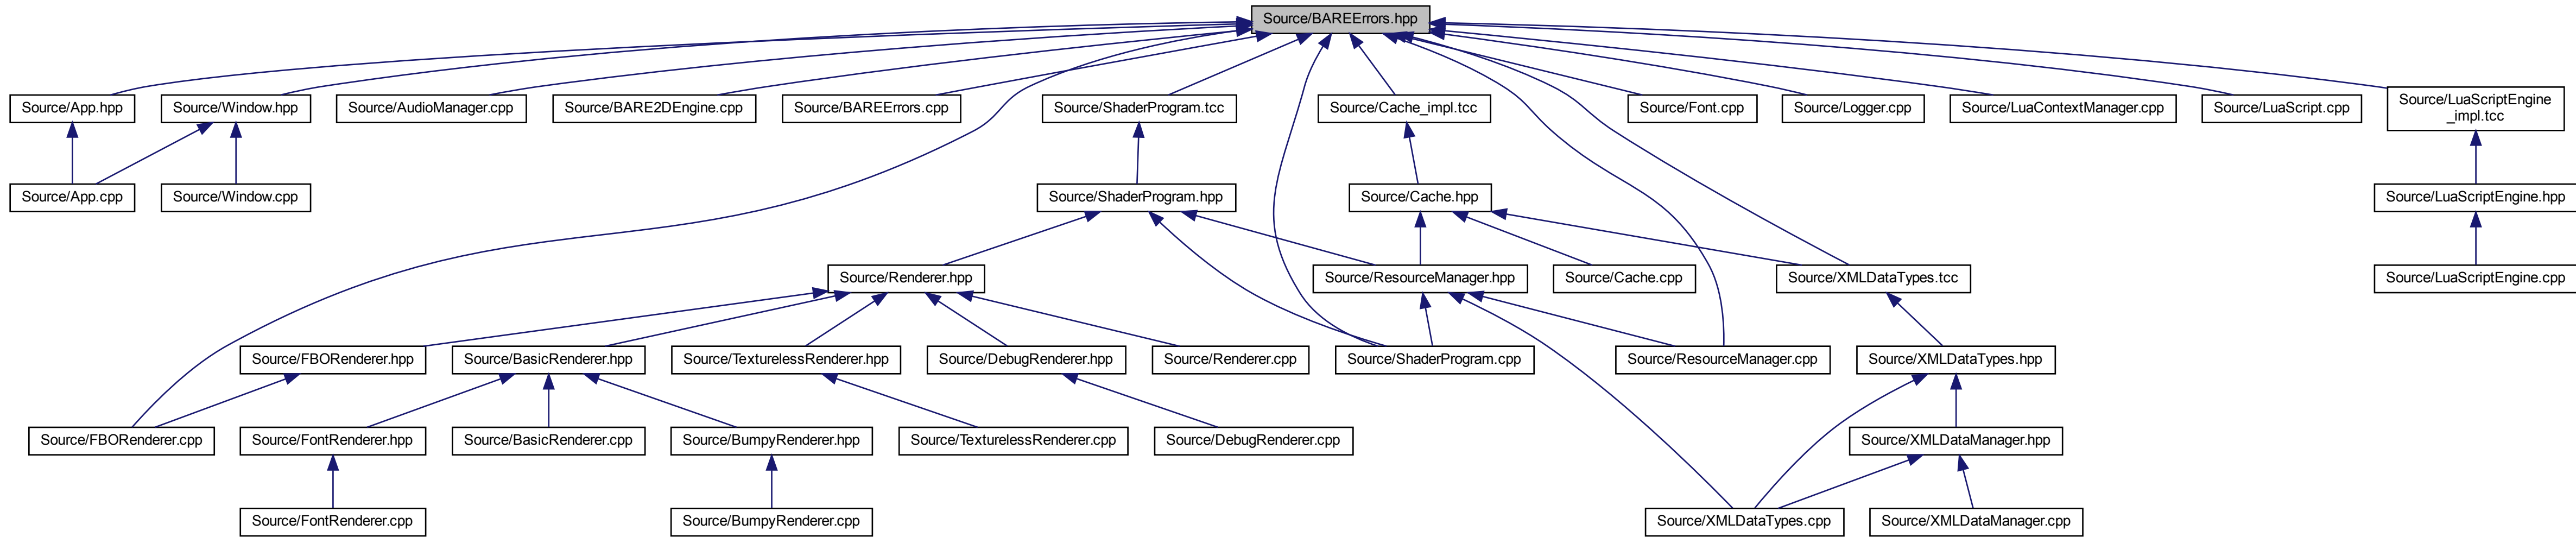 Source/BAREErrors.hpp
Source/App.hpp
Source/Window.hpp
Source/AudioManager.cpp
Source/BARE2DEngine.cpp
Source/BAREErrors.cpp
Source/ShaderProgram.tcc
Source/Cache_impl.tcc
Source/Font.cpp
Source/Logger.cpp
Source/LuaContextManager.cpp
Source/LuaScript.cpp
Source/LuaScriptEngine
_impl.tcc
Source/App.cpp
Source/Window.cpp
Source/ShaderProgram.hpp
Source/Cache.hpp
Source/LuaScriptEngine.hpp
Source/Renderer.hpp
Source/ResourceManager.hpp
Source/Cache.cpp
Source/XMLDataTypes.tcc
Source/LuaScriptEngine.cpp
Source/FBORenderer.hpp
Source/BasicRenderer.hpp
Source/TexturelessRenderer.hpp
Source/DebugRenderer.hpp
Source/Renderer.cpp
Source/ShaderProgram.cpp
Source/ResourceManager.cpp
Source/XMLDataTypes.hpp
Source/FBORenderer.cpp
Source/FontRenderer.hpp
Source/BasicRenderer.cpp
Source/BumpyRenderer.hpp
Source/TexturelessRenderer.cpp
Source/DebugRenderer.cpp
Source/XMLDataManager.hpp
Source/FontRenderer.cpp
Source/BumpyRenderer.cpp
Source/XMLDataTypes.cpp
Source/XMLDataManager.cpp